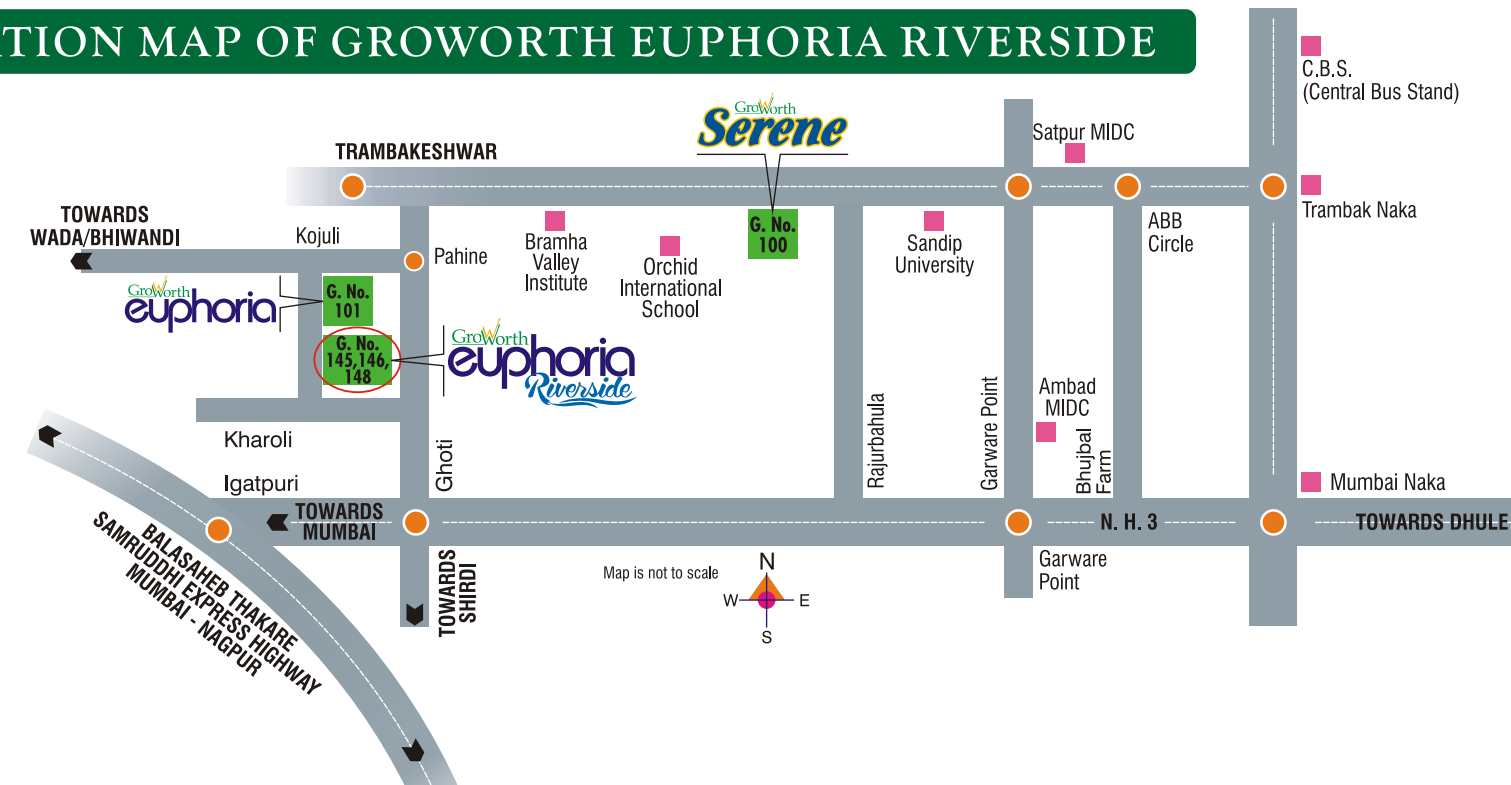 ATION MAP OF GROWORTH EUPHORIA RIVERSIDE
C.B.S.
(Central Bus Stand)
GroWorth
Serene
Satpur MIDC
TRAMBAKESHWAR
Trambak Naka
TOWARDS
WADA/BHIWANDI
Kojuli
Pahine
Bramha
Valley
Institute
Orchid
International
School
G. No.
100
Sandip
University
ABB
Circle
GroWorth
euphoria
G. No.
101
G. No.
145,146,
148
GroWorth
euphoria
Riverside
Kharoli
Igatpuri
Ghoti
Rajurbahula
Garware Point
Ambad
MIDC
Bhujbal
Farm
Mumbai Naka
TOWARDS
MUMBAI
N. H. 3
TOWARDS DHULE
BALASAHEB THAKARE
SAMRUDDHI EXPRESS HIGHWAY
MUMBAI - NAGPUR
TOWARDS
SHIRDI
Map is not to scale
N
W
E
S
Garware
Point